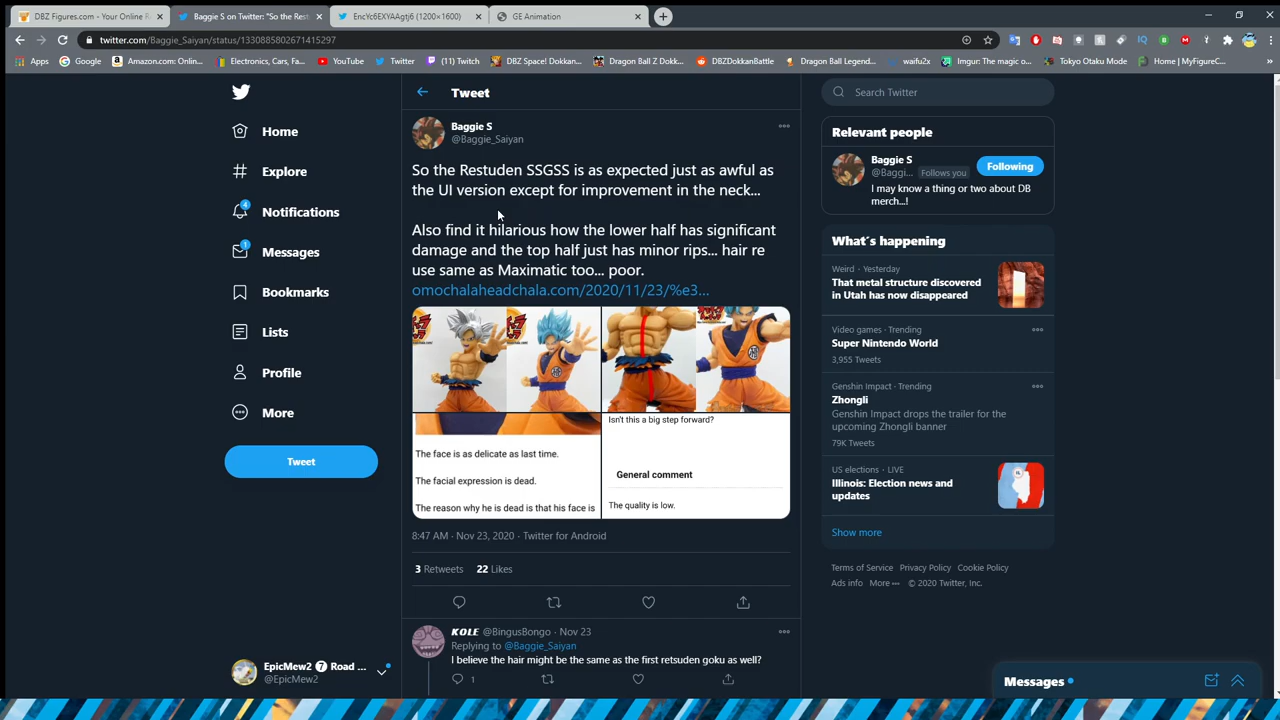 DBZ Figures.com - Your Online R
Baggie S on Twitter: "So the Rest
EncYc6EXYAAgtj6 (1200×1600)
GE Animation
twitter.com/Baggie_Saiyan/status/1330885802671415297
Apps
Google
Amazon.com: Onlin...
Electronics, Cars, Fa...
YouTube
Twitter
(11) Twitch
DBZ Space! Dokkan...
Dragon Ball Z Dokk...
DBZDokkanBattle
Dragon Ball Legend...
waifu2x
Imgur: The magic o...
Tokyo Otaku Mode
Home | MyFigureC...
Home
Explore
4
Notifications
1
Messages
Bookmarks
Lists
Profile
More
Tweet
EpicMew2 7 Road ...
@EpicMew2
Tweet
Baggie S
@Baggie_Saiyan
So the Restuden SSGSS is as expected just as awful as
the UI version except for improvement in the neck...
Also find it hilarious how the lower half has significant
damage and the top half just has minor rips... hair re
use same as Maximatic too... poor.
omochalaheadchala.com/2020/11/23/%e3...
The face is as delicate as last time.
The facial expression is dead.
The reason why he is dead is that his face is
Isn't this a big step forward?
General comment
The quality is low.
8:47 AM · Nov 23, 2020 · Twitter for Android
3 Retweets 22 Likes
KOLE @BingusBongo · Nov 23
Replying to @Baggie_Saiyan
I believe the hair might be the same as the first retsuden goku as well?
1
Search Twitter
Relevant people
Baggie S
@Baggi... Follows you
Following
I may know a thing or two about DB
merch...!
What's happening
Weird · Yesterday
That metal structure discovered
in Utah has now disappeared
Video games · Trending
Super Nintendo World
3,955 Tweets
Genshin Impact · Trending
Zhongli
Genshin Impact drops the trailer for the
upcoming Zhongli banner
79K Tweets
US elections · LIVE
Illinois: Election news and
updates
Show more
Terms of Service Privacy Policy Cookie Policy
Ads info More © 2020 Twitter, Inc.
Messages